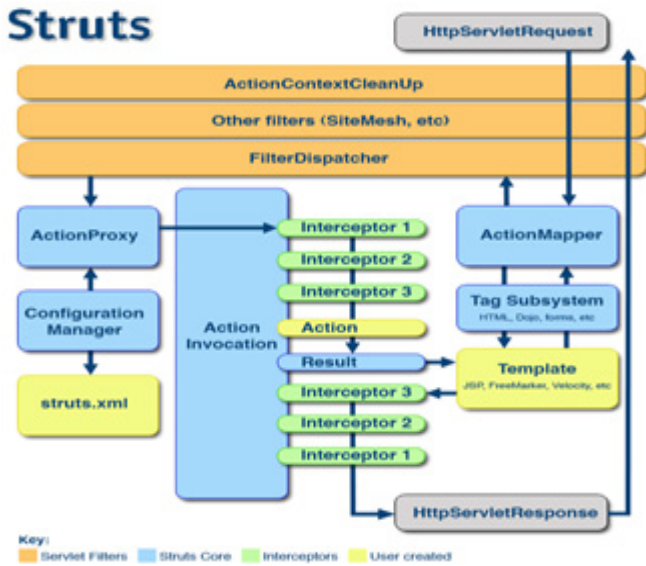 Struts
HttpServletRequest
ActionContextCleanUp
Other filters (SiteMesh, etc)
FilterDispatcher
ActionProxy
Interceptor 1
ActionMapper
Interceptor 2
Interceptor 3
Configuration
Manager
Action
Invocation
Tag Subsystem
HTML, Dojo, forms, etc
Action
Result
Template
JSP, FreeMarker, Velocity, etc
struts.xml
Interceptor 3
Interceptor 2
Interceptor 1
HttpServletResponse
Key:
Servlet Filters
Struts Core
Interceptors
User created